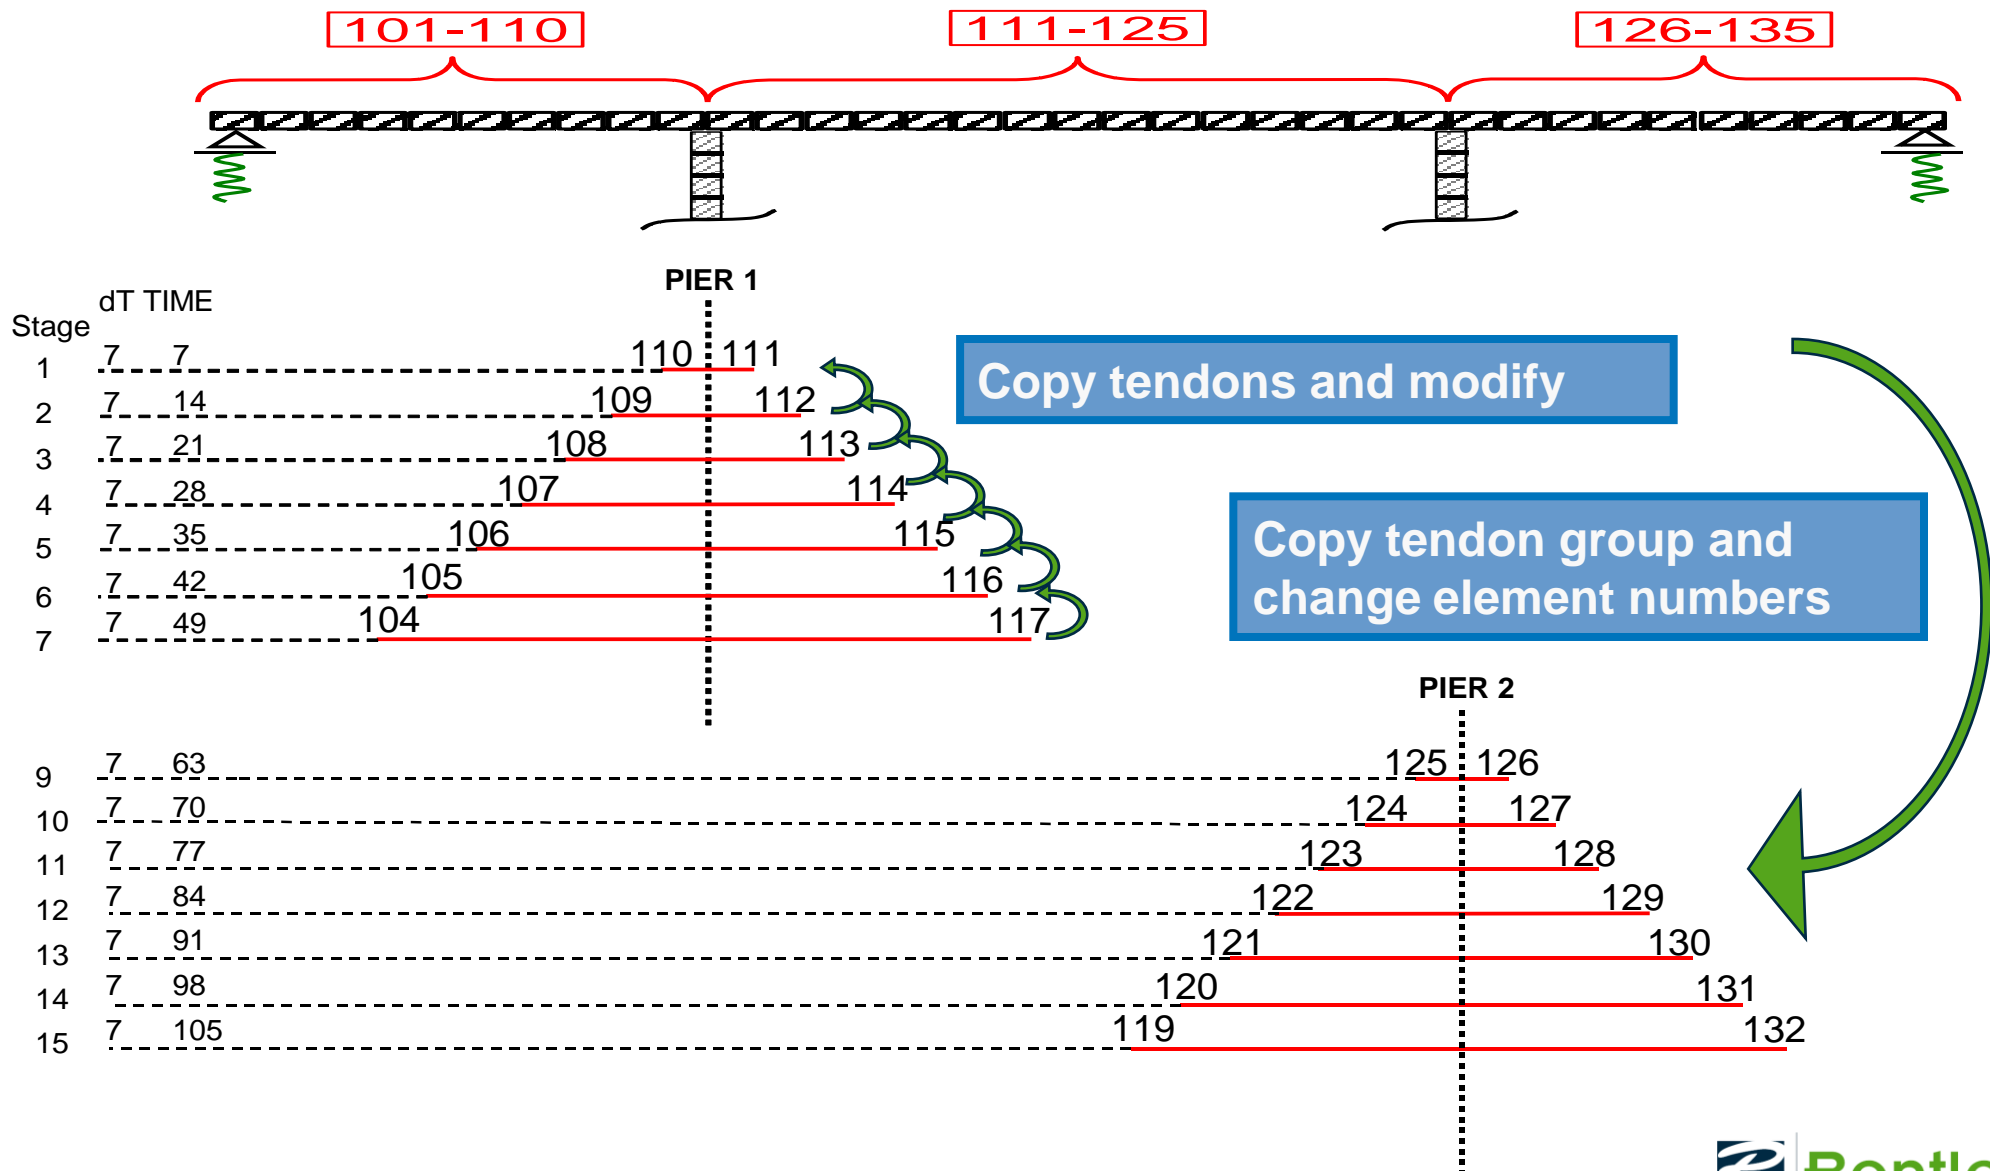 101-110 111-125 126-135
PIER 1
dT TIME
Stage
1 7 7 110 111
2 7 14 109 112
3 7 21 108 113
4 7 28 107 114
5 7 35 106 115
6 7 42 105 116
7 7 49 104 117
Copy tendons and modify
Copy tendon group and
change element numbers
PIER 2
9 7 63 125 126
10 7 70 124 127
11 7 77 123 128
12 7 84 122 129
13 7 91 121 130
14 7 98 120 131
15 7 105 119 132